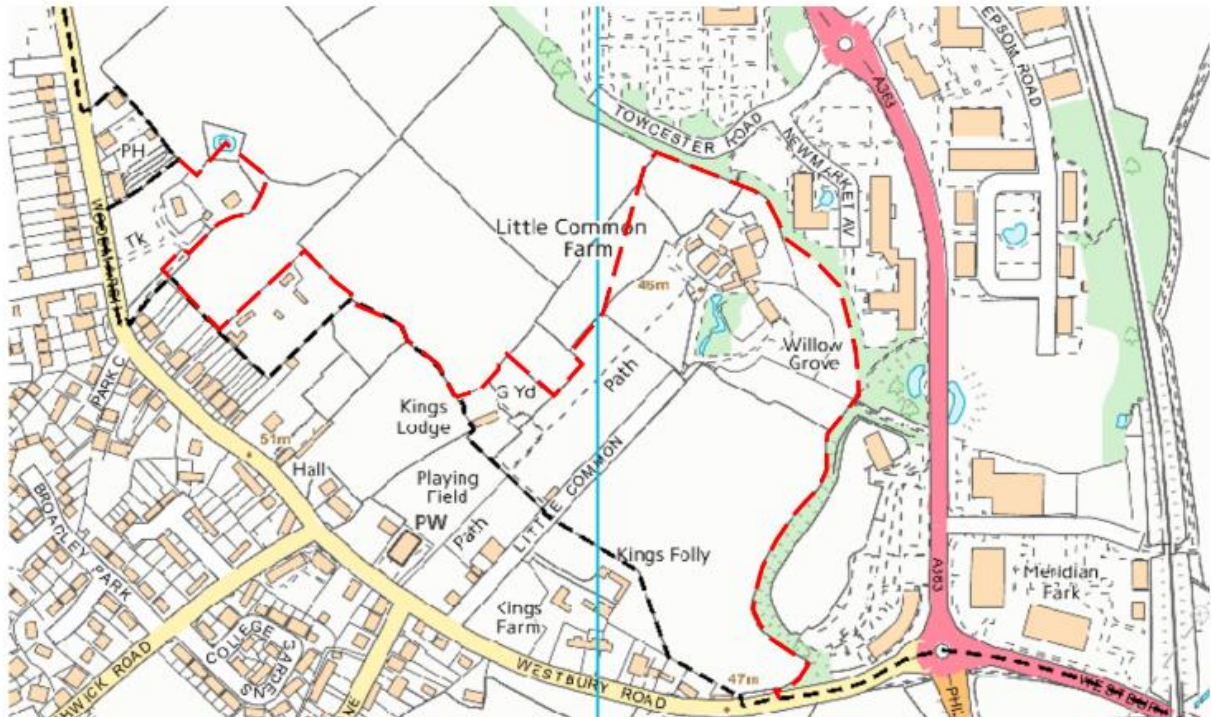 EPSOM ROAD
A363
TOWCESTER ROAD
NEWMARKET AV
PH
Tk
Little Common
Farm
46m
Willow
Grove
PARK C
Path
G Yd
Kings
Lodge
51m
Hall
Playing
Field
PW
Path
LITTLE COMMON
Kings Folly
BROADLEY
PARK
A363
Meridian
Park
Kings
Farm
COLLEGE
GARDENS
HWICK ROAD
WESTBURY ROAD
47m